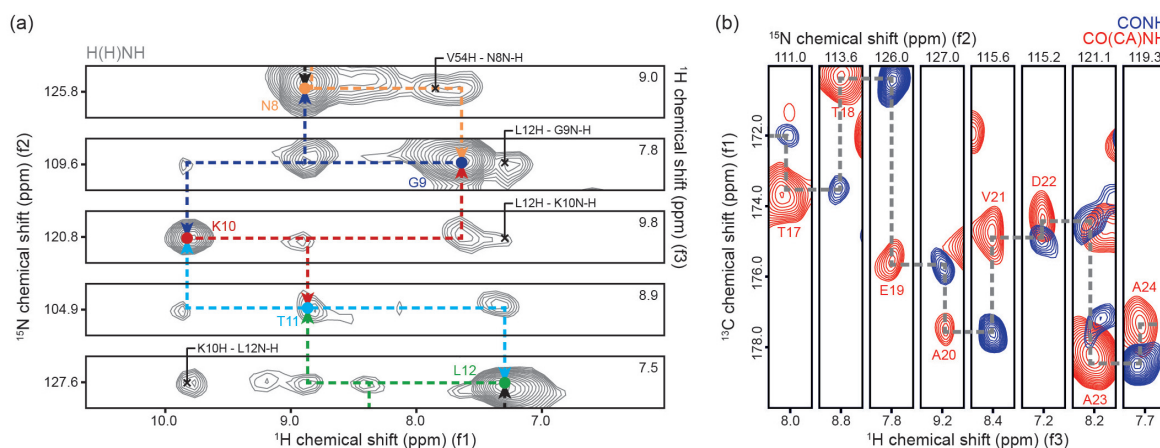 (a)
H(H)NH
V54H - N8N-H
9.0
125.8
N8
L12H - G9N-H
7.8
109.6
G9
L12H - K10N-H
9.8
120.8
K10
8.9
104.9
T11
K10H - L12N-H
7.5
127.6
L12
10.0 9.0 8.0 7.0
¹H chemical shift (ppm) (f1)
¹⁵N chemical shift (ppm) (f2)
¹H chemical shift (ppm) (f3)
(b)
CONH
CO(CA)NH
¹⁵N chemical shift (ppm) (f2)
111.0 113.6 126.0 127.0 115.6 115.2 121.1 119.3
172.0
174.0
176.0
178.0
¹³C chemical shift (ppm) (f1)
T17
T18
E19
A20
V21
D22
A23
A24
8.0 8.8 7.8 9.2 8.4 7.2 8.2 7.7
¹H chemical shift (ppm) (f3)